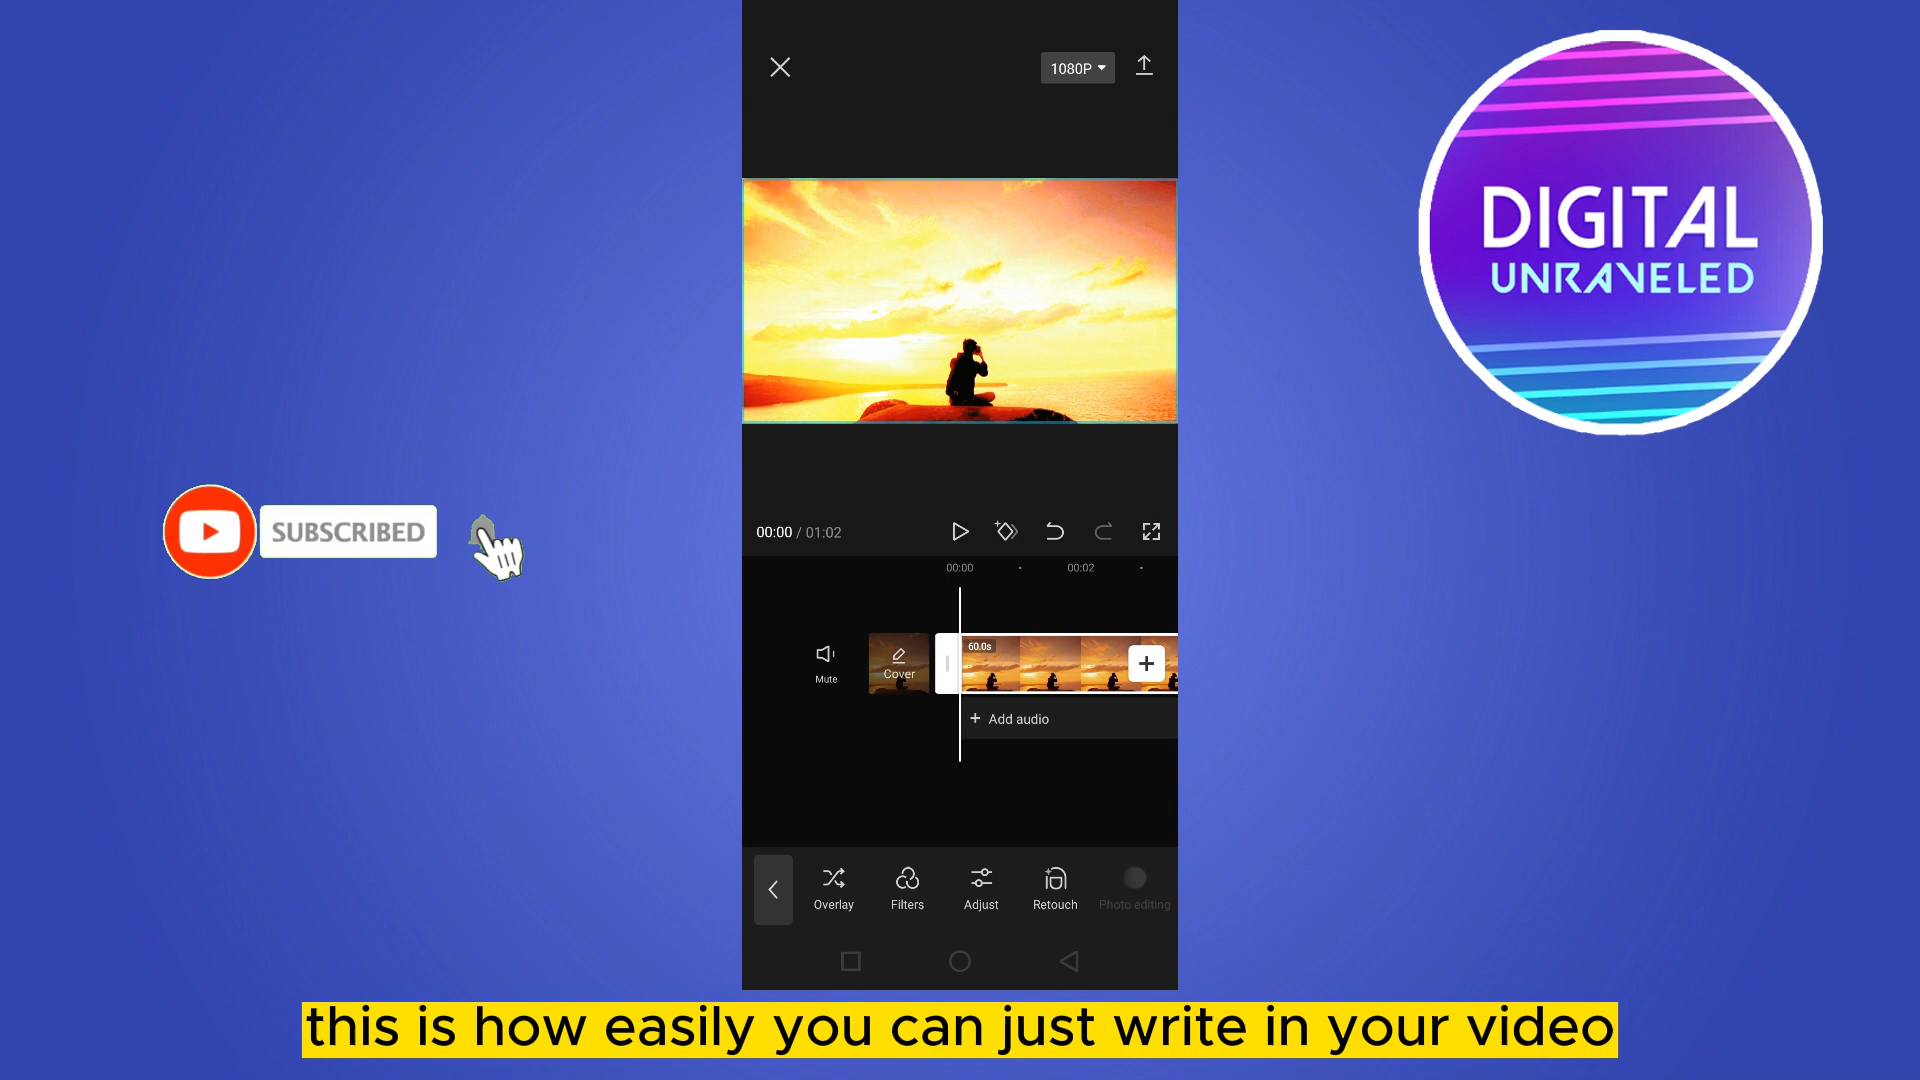 1080P
DIGITAL
UNRAVELED
SUBSCRIBED
00:00 / 01:02
00:00
00:02
60.0s
Mute
Cover
+ Add audio
Overlay
Filters
Adjust
Retouch
Photo editing
this is how easily you can just write in your video